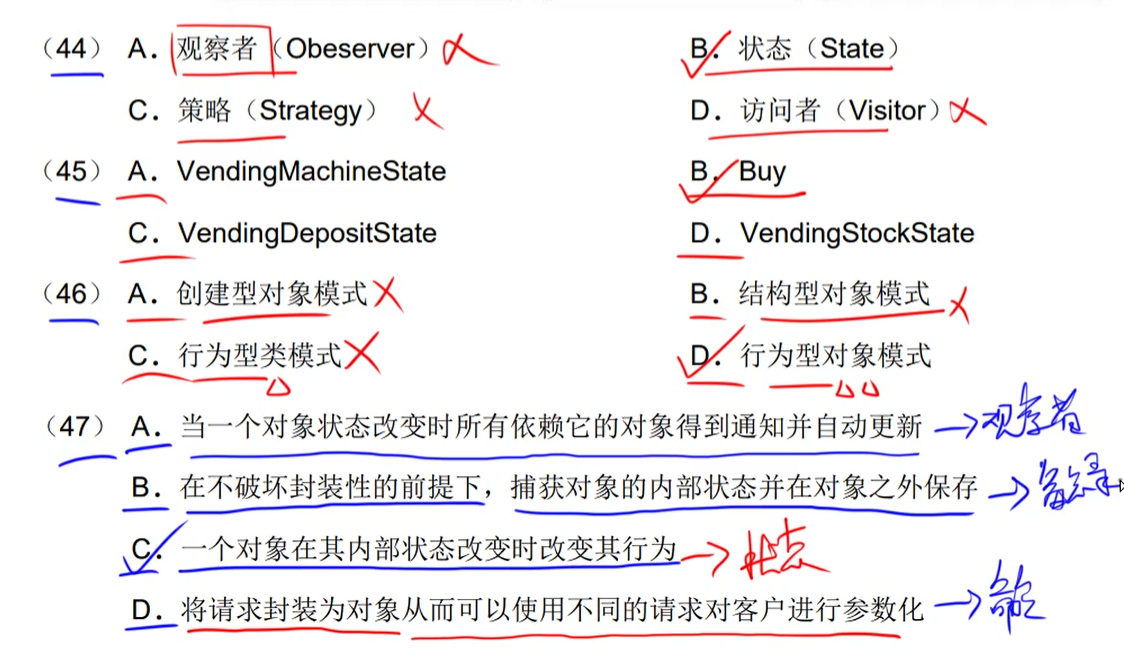 （44） A. 观察者（Obeserver） B. 状态（State）
C. 策略（Strategy） D. 访问者（Visitor）
（45） A. VendingMachineState B. Buy
C. VendingDepositState D. VendingStockState
（46） A. 创建型对象模式 B. 结构型对象模式
C. 行为型类模式 D. 行为型对象模式
（47） A. 当一个对象状态改变时所有依赖它的对象得到通知并自动更新 →观察者
B. 在不破坏封装性的前提下，捕获对象的内部状态并在对象之外保存 →备忘录
C. 一个对象在其内部状态改变时改变其行为 →状态
D. 将请求封装为对象从而可以使用不同的请求对客户进行参数化 →命令